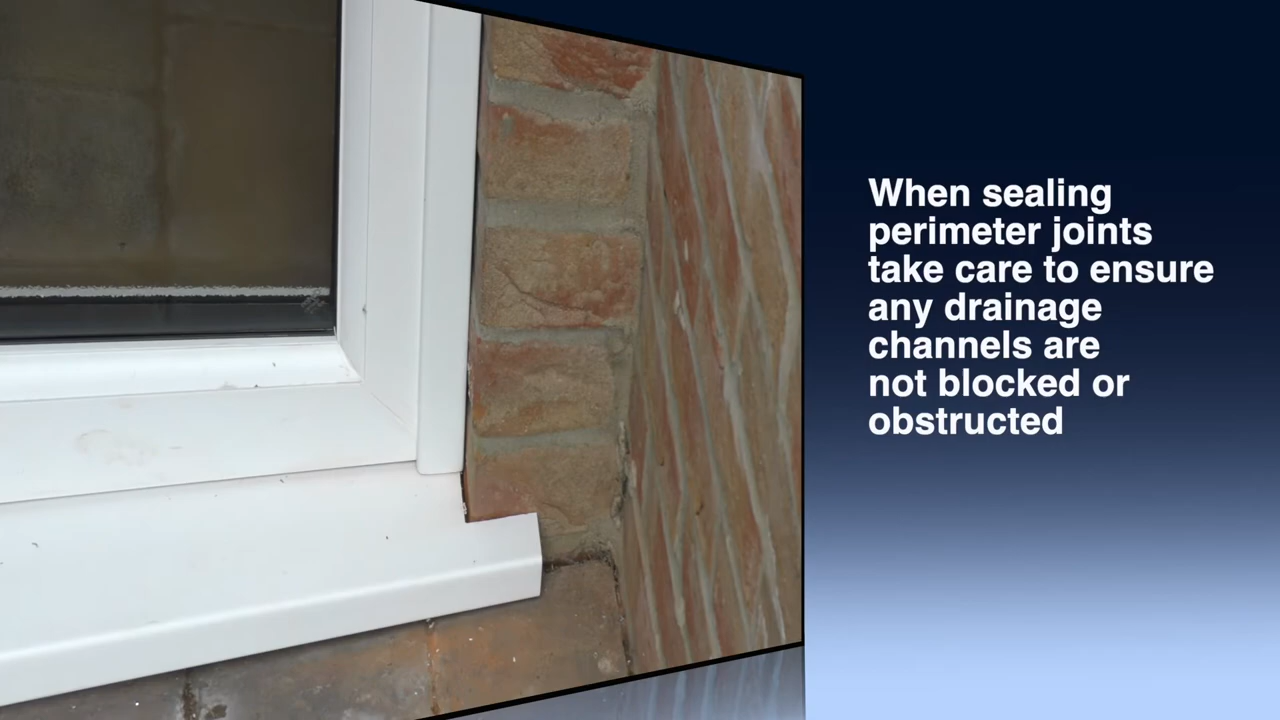 When sealing
perimeter joints
take care to ensure
any drainage
channels are
not blocked or
obstructed